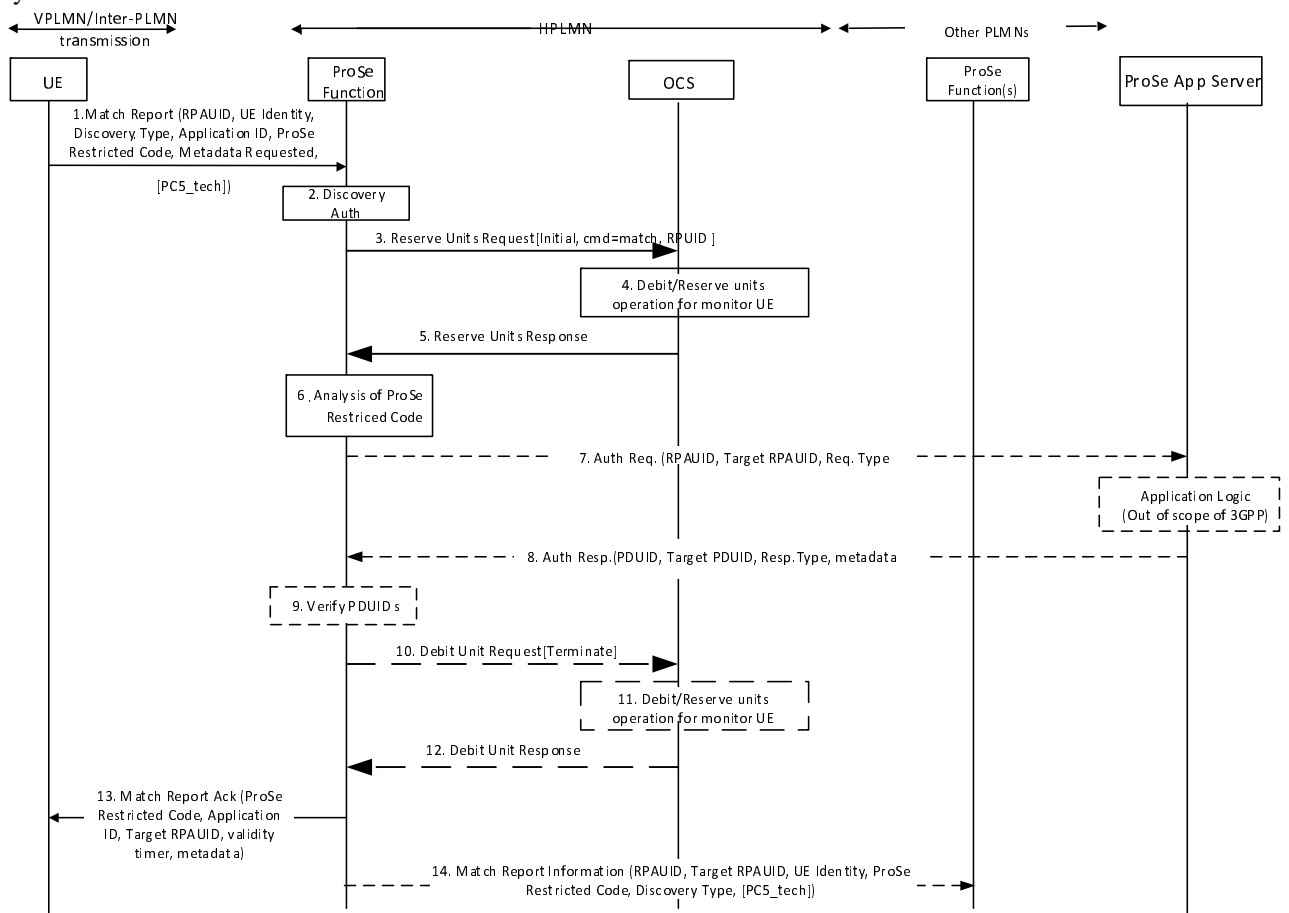 VPLMN/Inter-PLMN
transmission
HPLMN
Other PLMNs
UE
ProSe
Function
OCS
ProSe
Function(s)
ProSe App Server
1.Match Report (RPAUID, UE Identity,
Discovery Type, Application ID, ProSe
Restricted Code, Metadata Requested,
[PC5_tech])
2. Discovery
Auth
3. Reserve Units Request[Initial, cmd=match, RPUID ]
4. Debit/Reserve units
operation for monitor UE
5. Reserve Units Response
6 . Analysis of ProSe
Restriced Code
7. Auth Req. (RPAUID, Target RPAUID, Req. Type
Application Logic
(Out of scope of 3GPP)
8. Auth Resp.(PDUID, Target PDUID, Resp.Type, metadata
9. Verify PDUIDs
10. Debit Unit Request[Terminate]
11. Debit/Reserve units
operation for monitor UE
12. Debit Unit Response
13. Match Report Ack (ProSe
Restricted Code, Application
ID, Target RPAUID, validity
timer, metadata)
14. Match Report Information (RPAUID, Target RPAUID, UE Identity, ProSe
Restricted Code, Discovery Type, [PC5_tech])